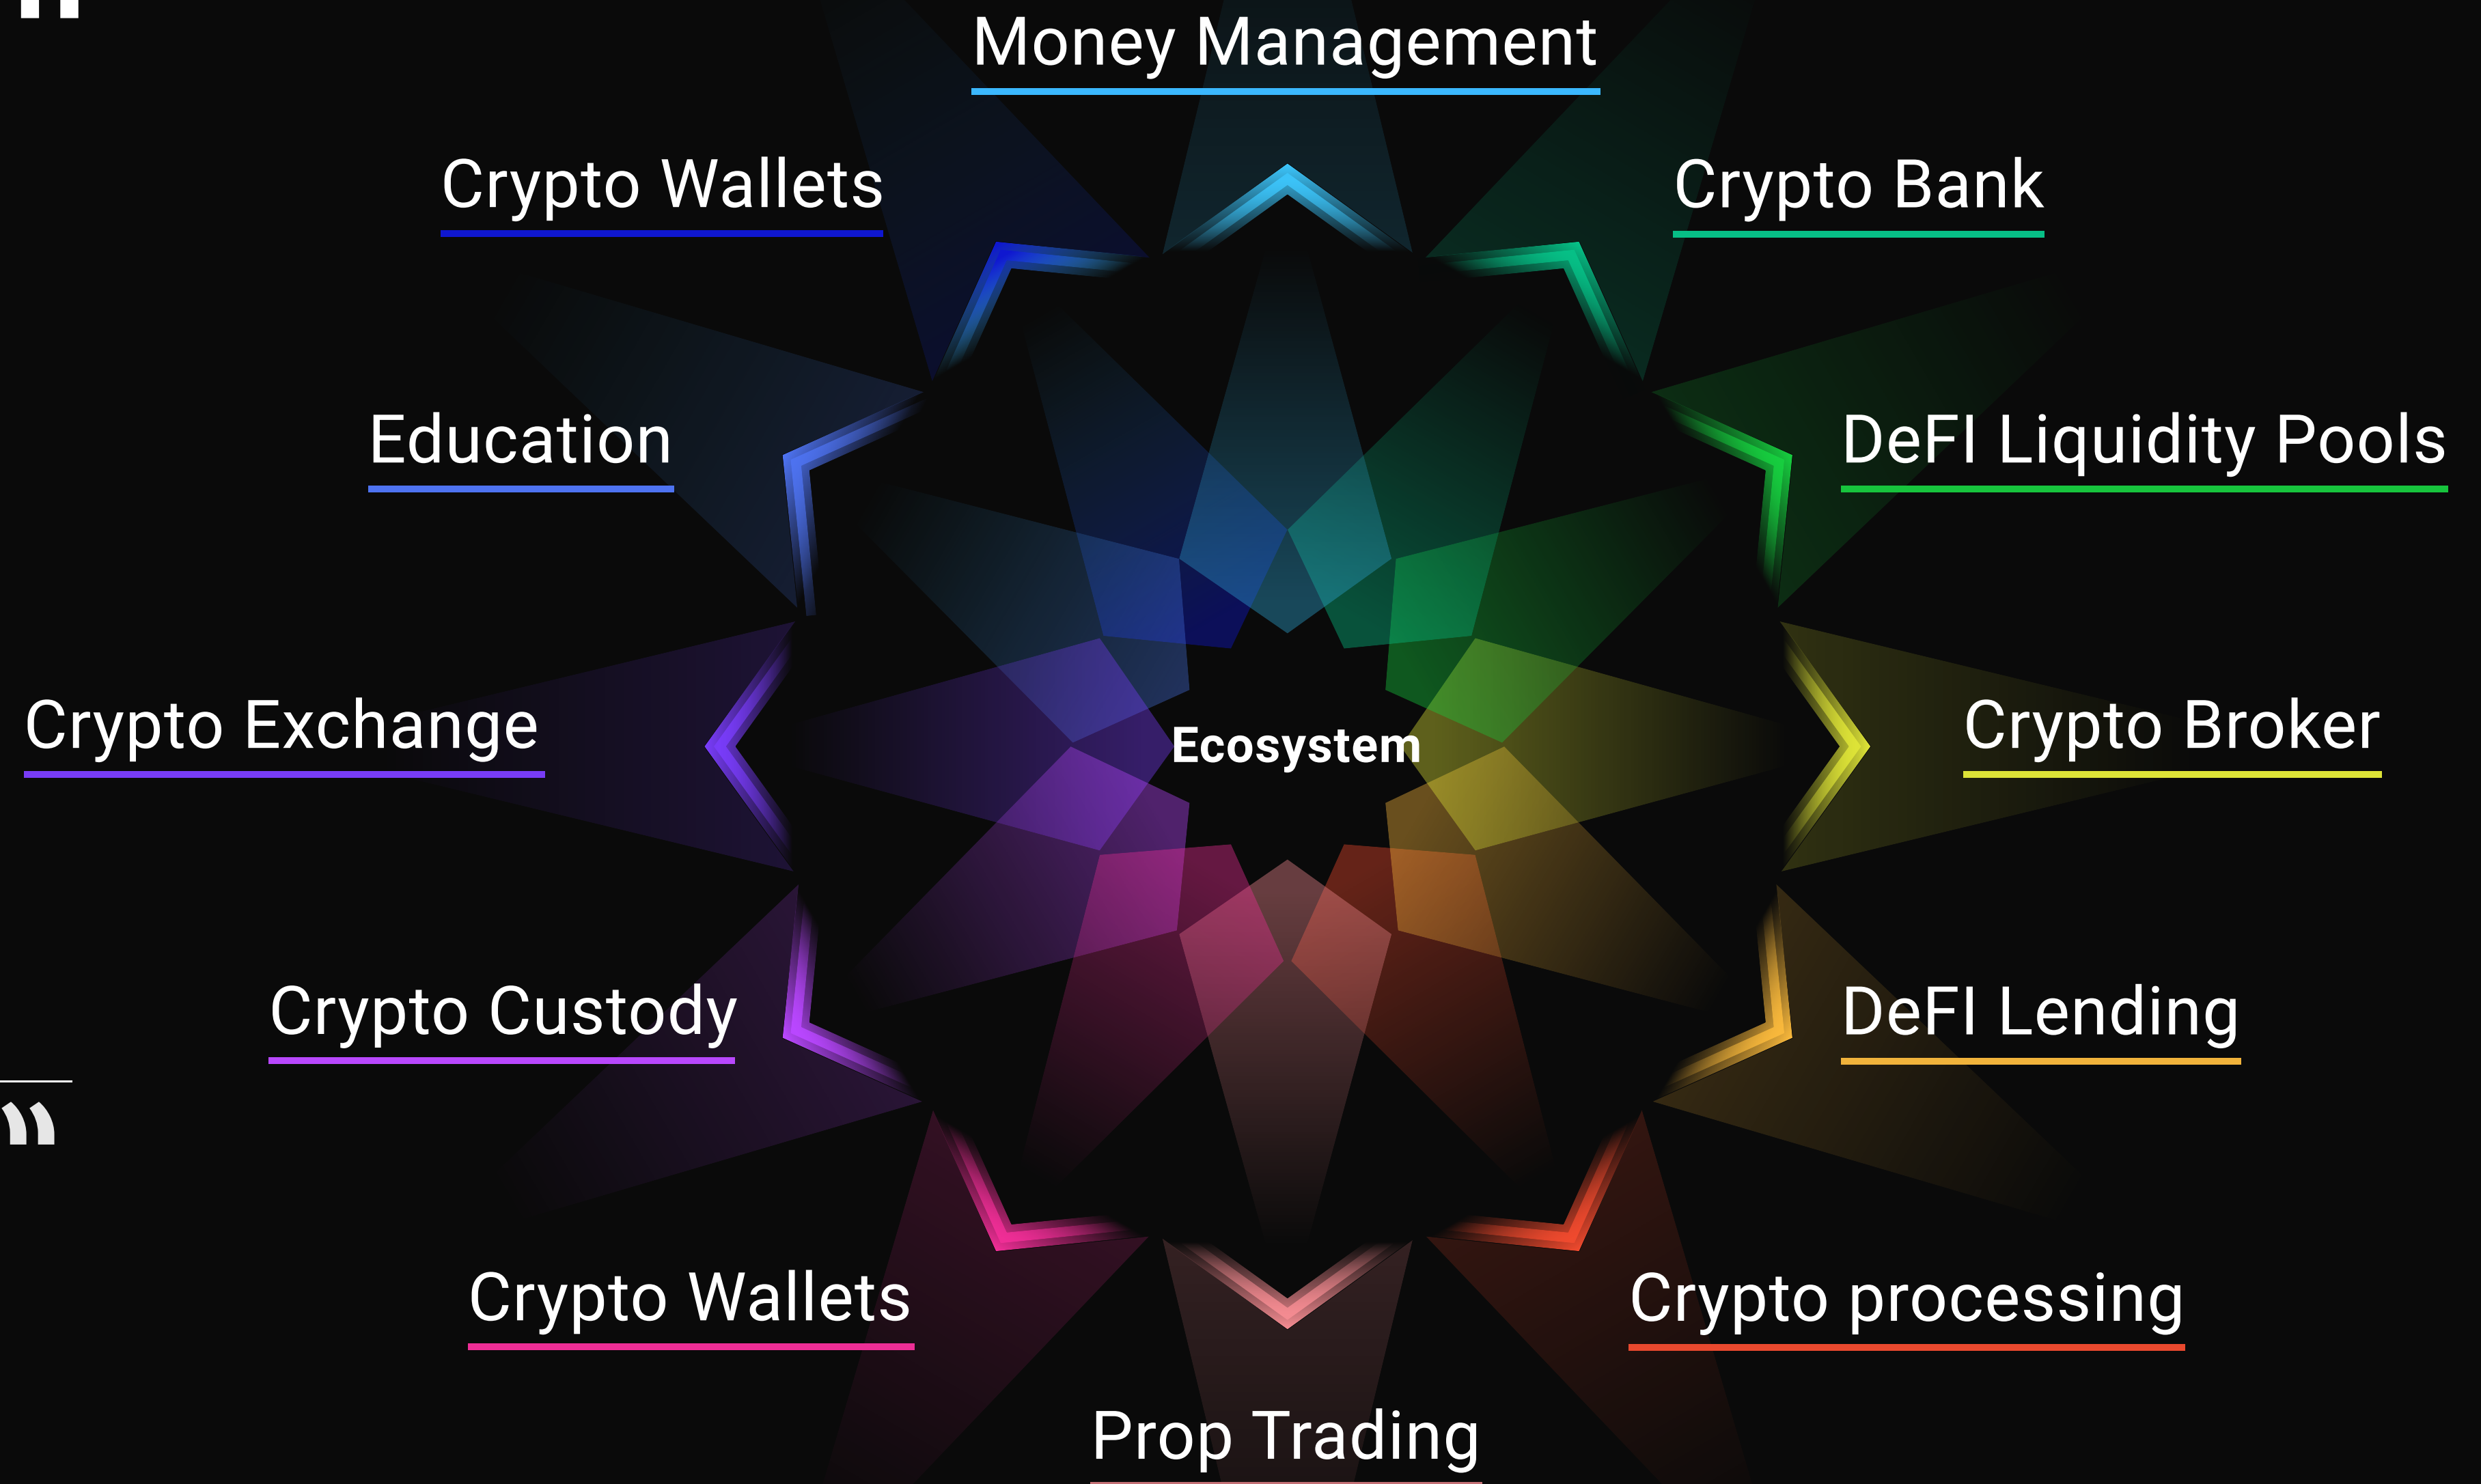 Money Management
Crypto Wallets
Crypto Bank
Education
DeFI Liquidity Pools
Crypto Exchange
Ecosystem
Crypto Broker
Crypto Custody
DeFI Lending
Crypto Wallets
Crypto processing
Prop Trading